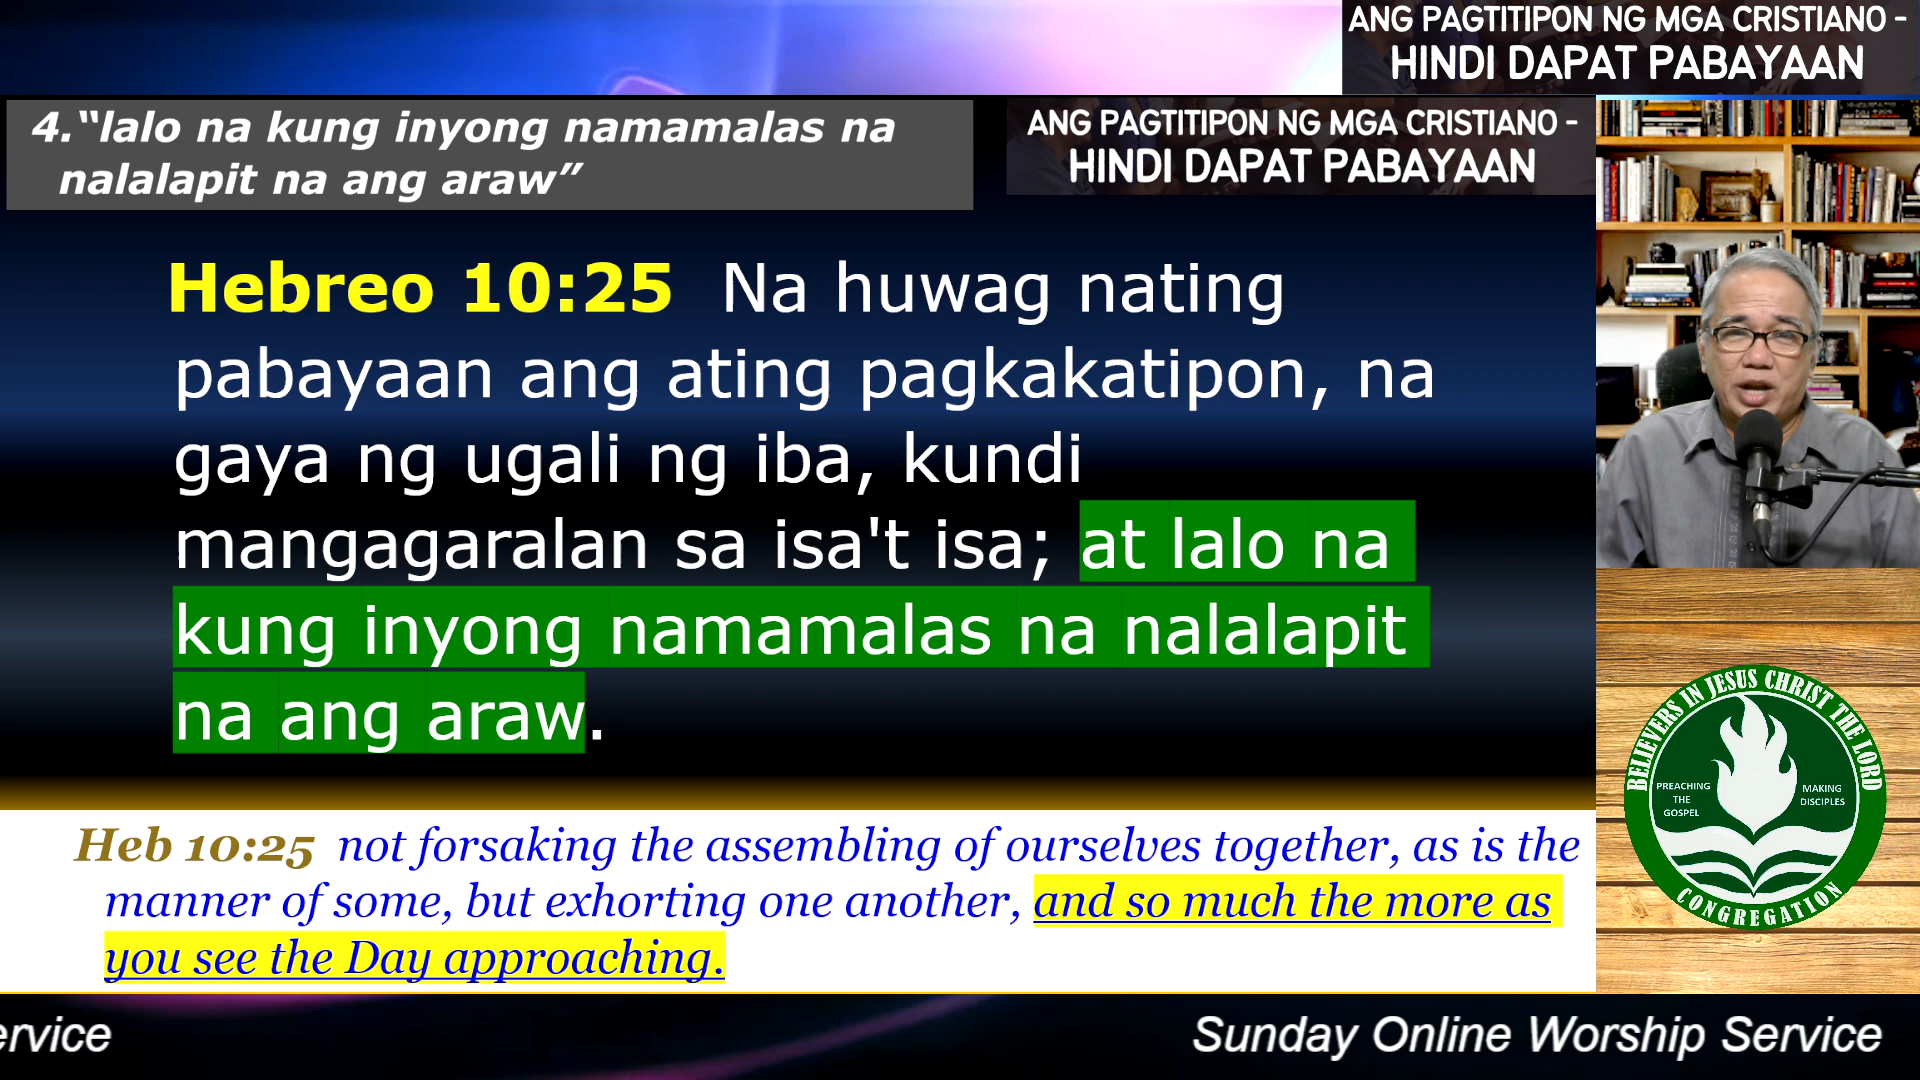 ANG PAGTITIPON NG MGA CRISTIANO -
HINDI DAPAT PABAYAAN
4.“lalo na kung inyong namamalas na
nalalapit na ang araw”
ANG PAGTITIPON NG MGA CRISTIANO -
HINDI DAPAT PABAYAAN
Hebreo 10:25 Na huwag nating
pabayaan ang ating pagkakatipon, na
gaya ng ugali ng iba, kundi
mangagaralan sa isa't isa; at lalo na
kung inyong namamalas na nalalapit
na ang araw.
Heb 10:25 not forsaking the assembling of ourselves together, as is the
manner of some, but exhorting one another, and so much the more as
you see the Day approaching.
BELIEVERS IN JESUS CHRIST THE LORD
PREACHING
THE
GOSPEL
MAKING
DISCIPLES
CONGREGATION
ervice
Sunday Online Worship Service